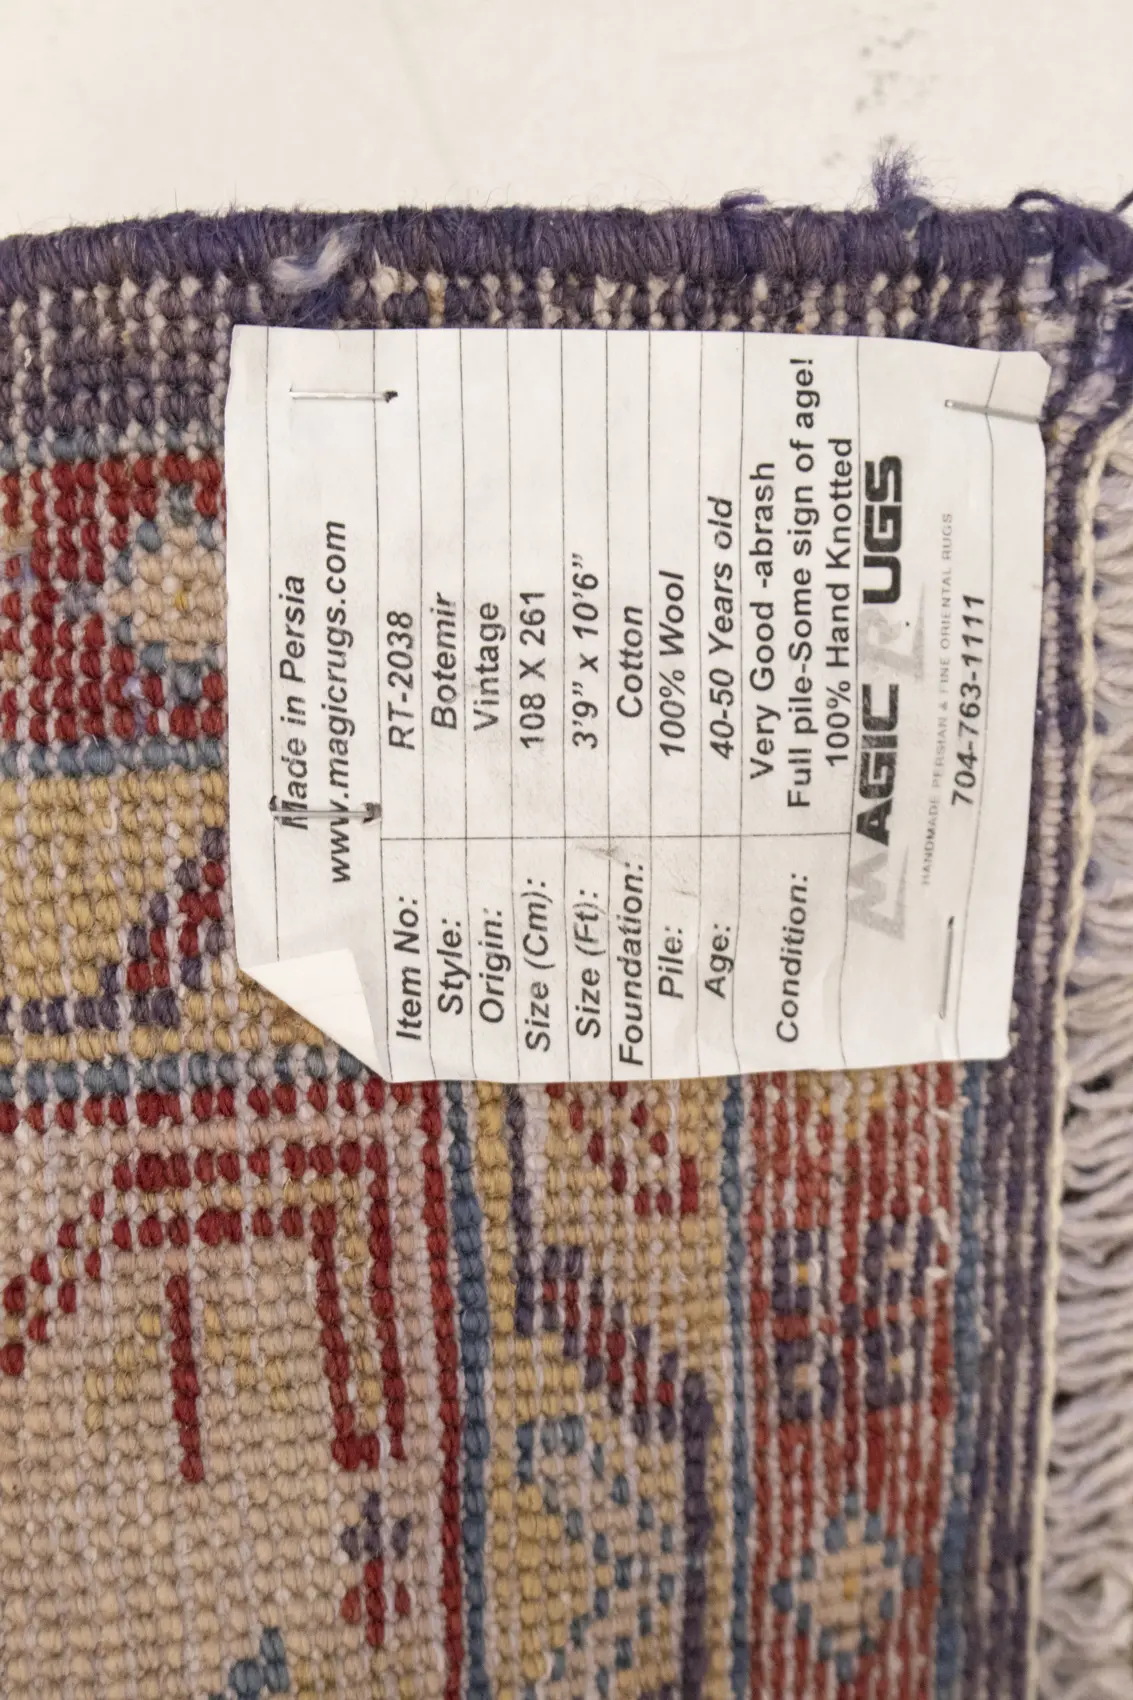 Made in Persia
www.magicrugs.com
Item No: RT-2038
Style: Botemir
Origin: Vintage
Size (Cm): 108 X 261
Size (Ft): 3’9” x 10’6”
Foundation: Cotton
Pile: 100% Wool
Age: 40-50 Years old
Condition: Very Good -abrash
Full pile-Some sign of age!
100% Hand Knotted
MAGIC RUGS
HANDMADE PERSIAN & FINE ORIENTAL RUGS
704-763-1111